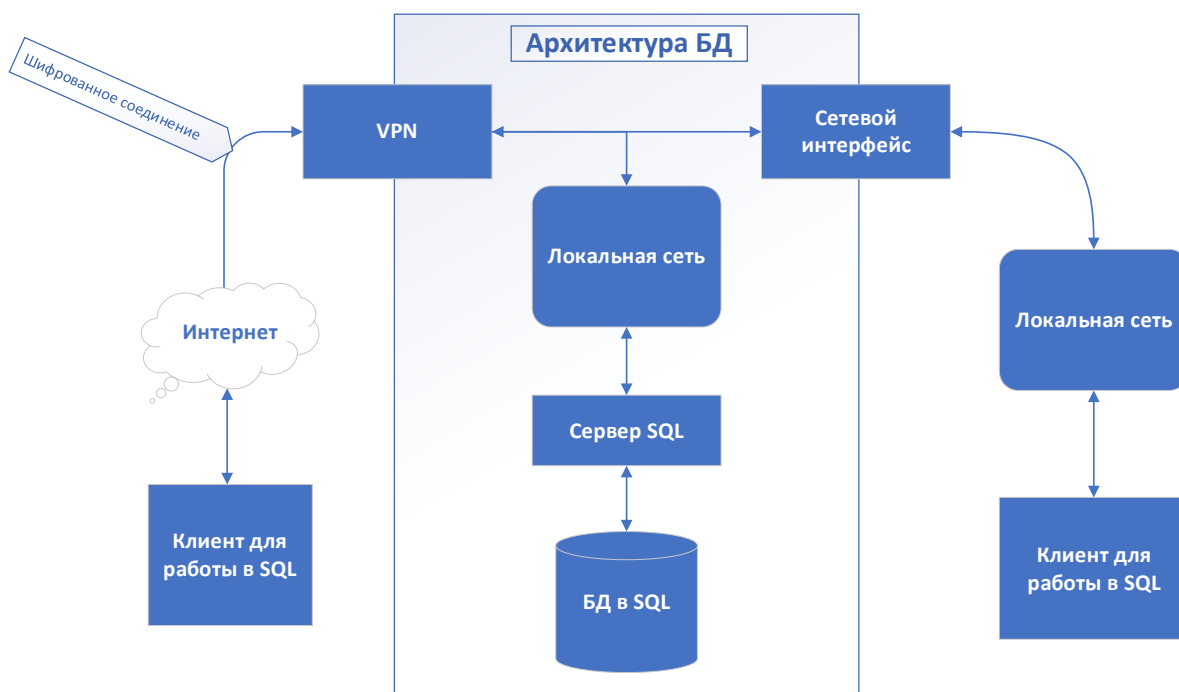 Архитектура БД
Шифрованное соединение
VPN
Сетевой
интерфейс
Локальная сеть
Интернет
Локальная сеть
Сервер SQL
Клиент для
работы в SQL
БД в SQL
Клиент для
работы в SQL